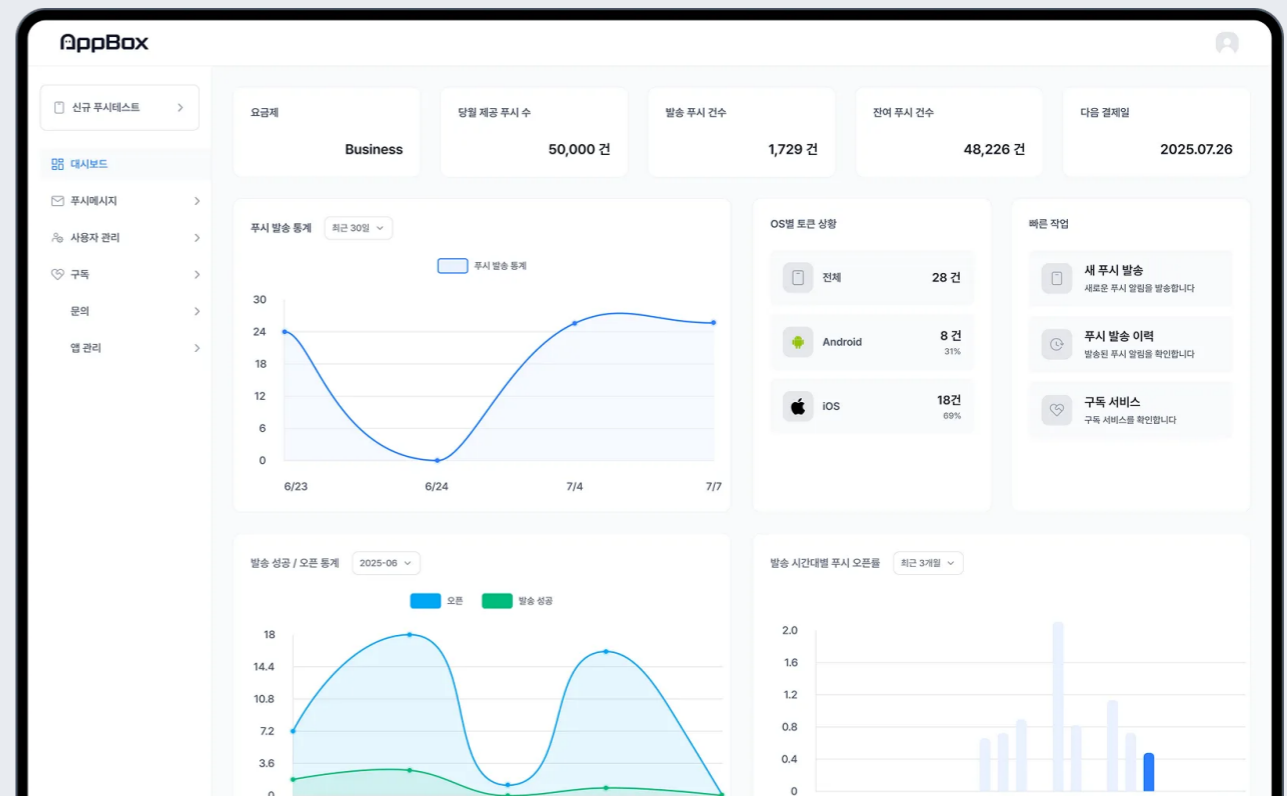 AppBox
신규 푸시테스트
대시보드
푸시메시지
사용자 관리
구독
문의
앱 관리
요금제
Business
당월 제공 푸시 수
50,000 건
발송 푸시 건수
1,729 건
잔여 푸시 건수
48,226 건
다음 결제일
2025.07.26
푸시 발송 통계
최근 30일
푸시 발송 통계
30
24
18
12
6
0
6/23
6/24
7/4
7/7
OS별 토큰 상황
전체
28 건
Android
8 건
31%
iOS
18건
69%
빠른 작업
새 푸시 발송
새로운 푸시 알림을 발송합니다
푸시 발송 이력
발송된 푸시 알림을 확인합니다
구독 서비스
구독 서비스를 확인합니다
발송 성공 / 오픈 통계
2025-06
오픈
발송 성공
18
14.4
10.8
7.2
3.6
0
발송 시간대별 푸시 오픈률
최근 3개월
2.0
1.6
1.2
0.8
0.4
0